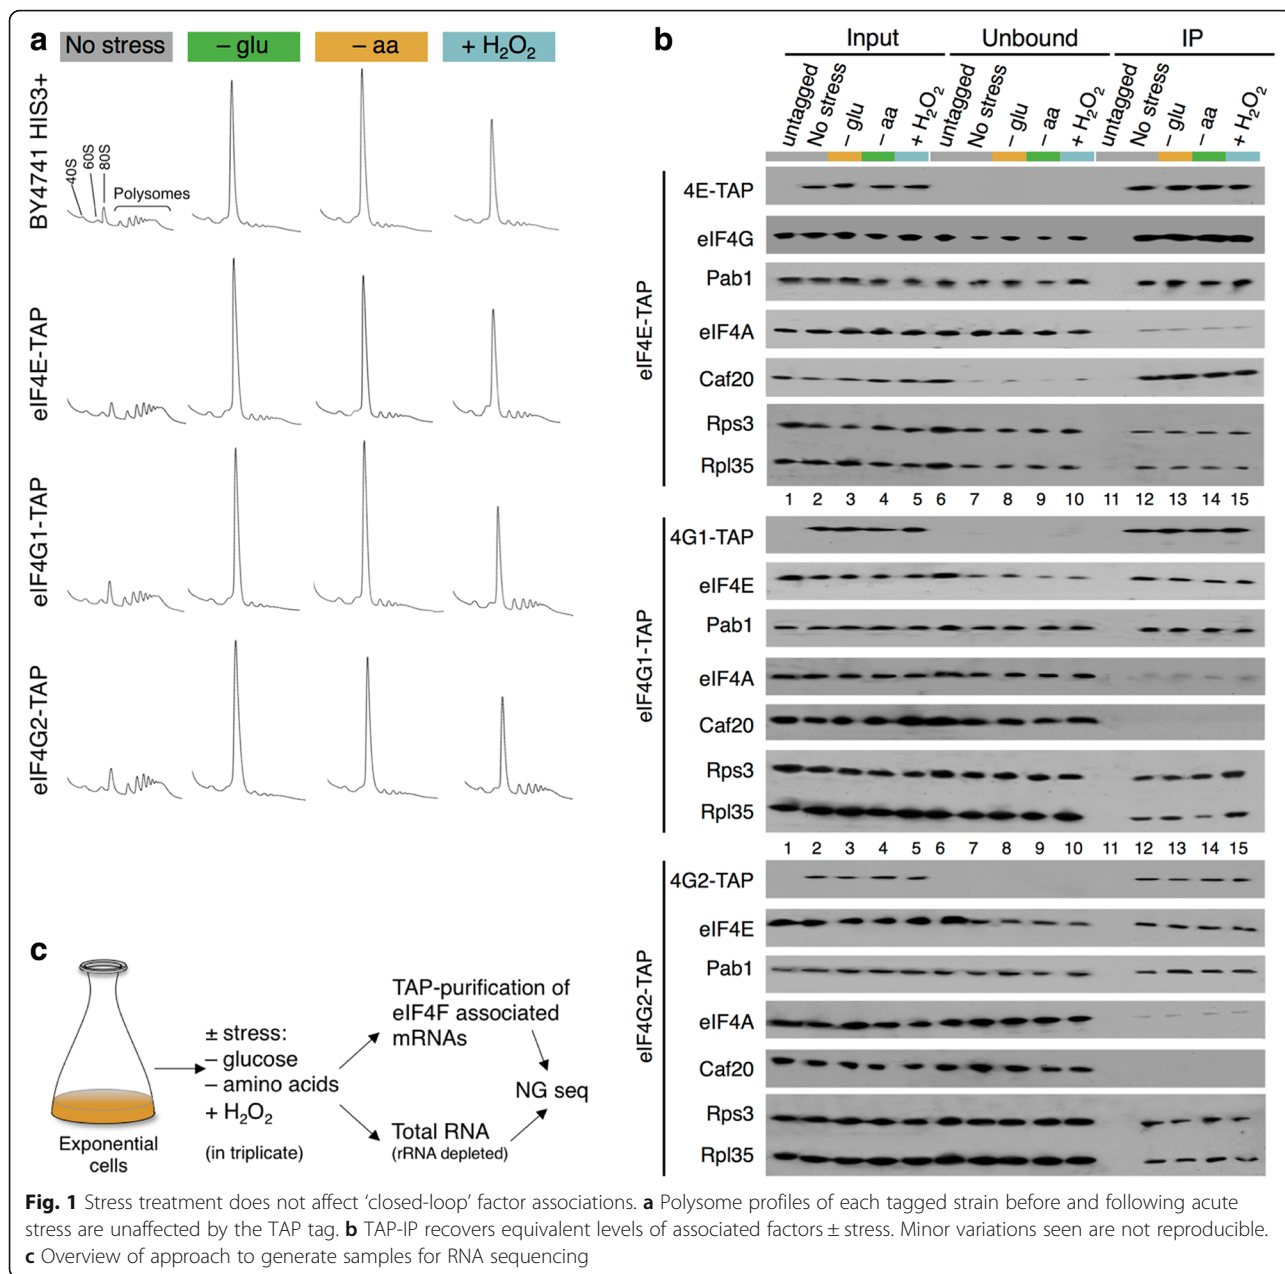 a
No stress
– glu
– aa
+ H₂O₂
BY4741 HIS3+
40S
60S
80S
Polysomes
eIF4E-TAP
eIF4G1-TAP
eIF4G2-TAP
b
Input Unbound IP
untagged No stress – glu – aa + H₂O₂ untagged No stress – glu – aa + H₂O₂ untagged No stress – glu – aa + H₂O₂
eIF4E-TAP
4E-TAP
eIF4G
Pab1
eIF4A
Caf20
Rps3
Rpl35
1 2 3 4 5 6 7 8 9 10 11 12 13 14 15
eIF4G1-TAP
4G1-TAP
eIF4E
Pab1
eIF4A
Caf20
Rps3
Rpl35
1 2 3 4 5 6 7 8 9 10 11 12 13 14 15
eIF4G2-TAP
4G2-TAP
eIF4E
Pab1
eIF4A
Caf20
Rps3
Rpl35
c
Exponential
cells
± stress:
– glucose
– amino acids
+ H₂O₂
(in triplicate)
TAP-purification of
eIF4F associated
mRNAs
Total RNA
(rRNA depleted)
NG seq
Fig. 1 Stress treatment does not affect ‘closed-loop’ factor associations. a Polysome profiles of each tagged strain before and following acute
stress are unaffected by the TAP tag. b TAP-IP recovers equivalent levels of associated factors ± stress. Minor variations seen are not reproducible.
c Overview of approach to generate samples for RNA sequencing